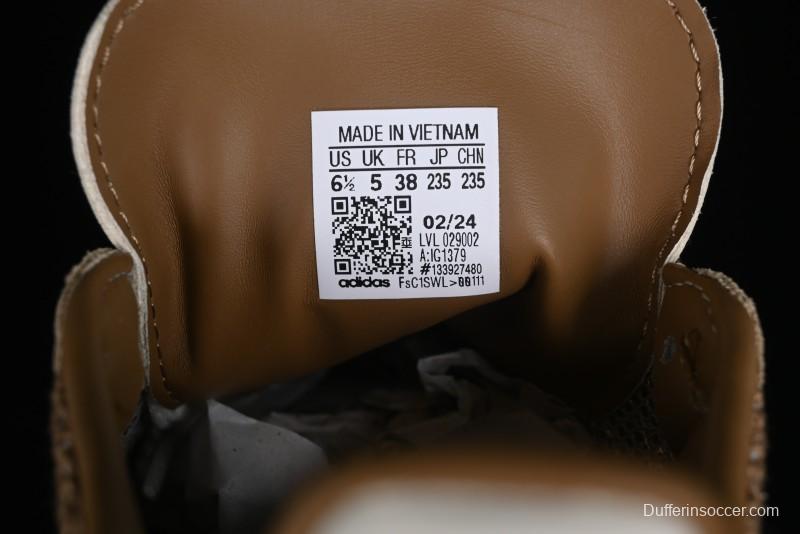 MADE IN VIETNAM
US UK FR JP CHN
6½ 5 38 235 235
02/24
LVL 029002
A:IG1379
#133927480
adidas FsC1SWL>
Dufferinsoccer.com